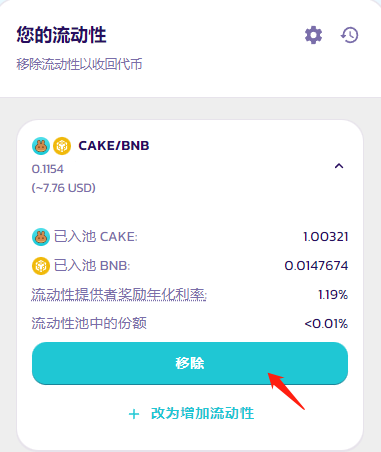 您的流动性
移除流动性以收回代币
CAKE/BNB
0.1154
(~7.76 USD)
已入池 CAKE: 1.00321
已入池 BNB: 0.0147674
流动性提供者奖励年化利率: 1.19%
流动性池中的份额 <0.01%
移除
+ 改为增加流动性